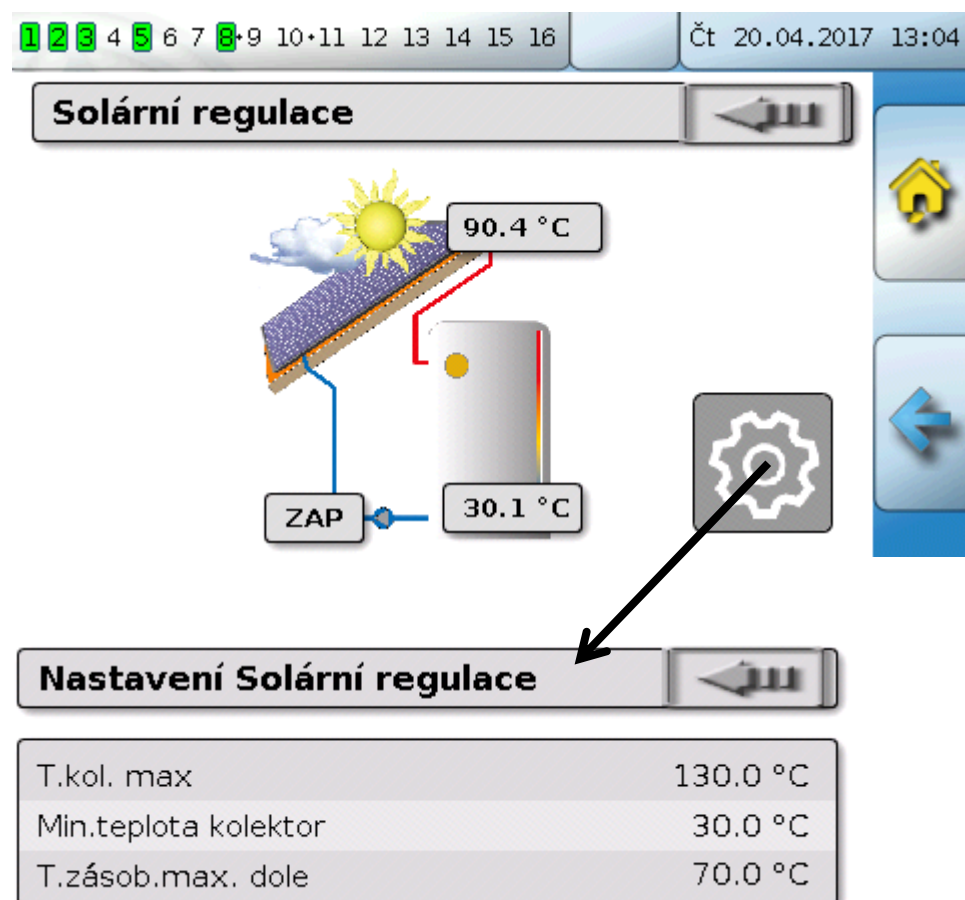 1 2 3 4 5 6 7 8•9 10•11 12 13 14 15 16 Čt 20.04.2017 13:04
Solární regulace
90.4 °C
30.1 °C
ZAP
Nastavení Solární regulace
T.kol. max 130.0 °C
Min.teplota kolektor 30.0 °C
T.zásob.max. dole 70.0 °C